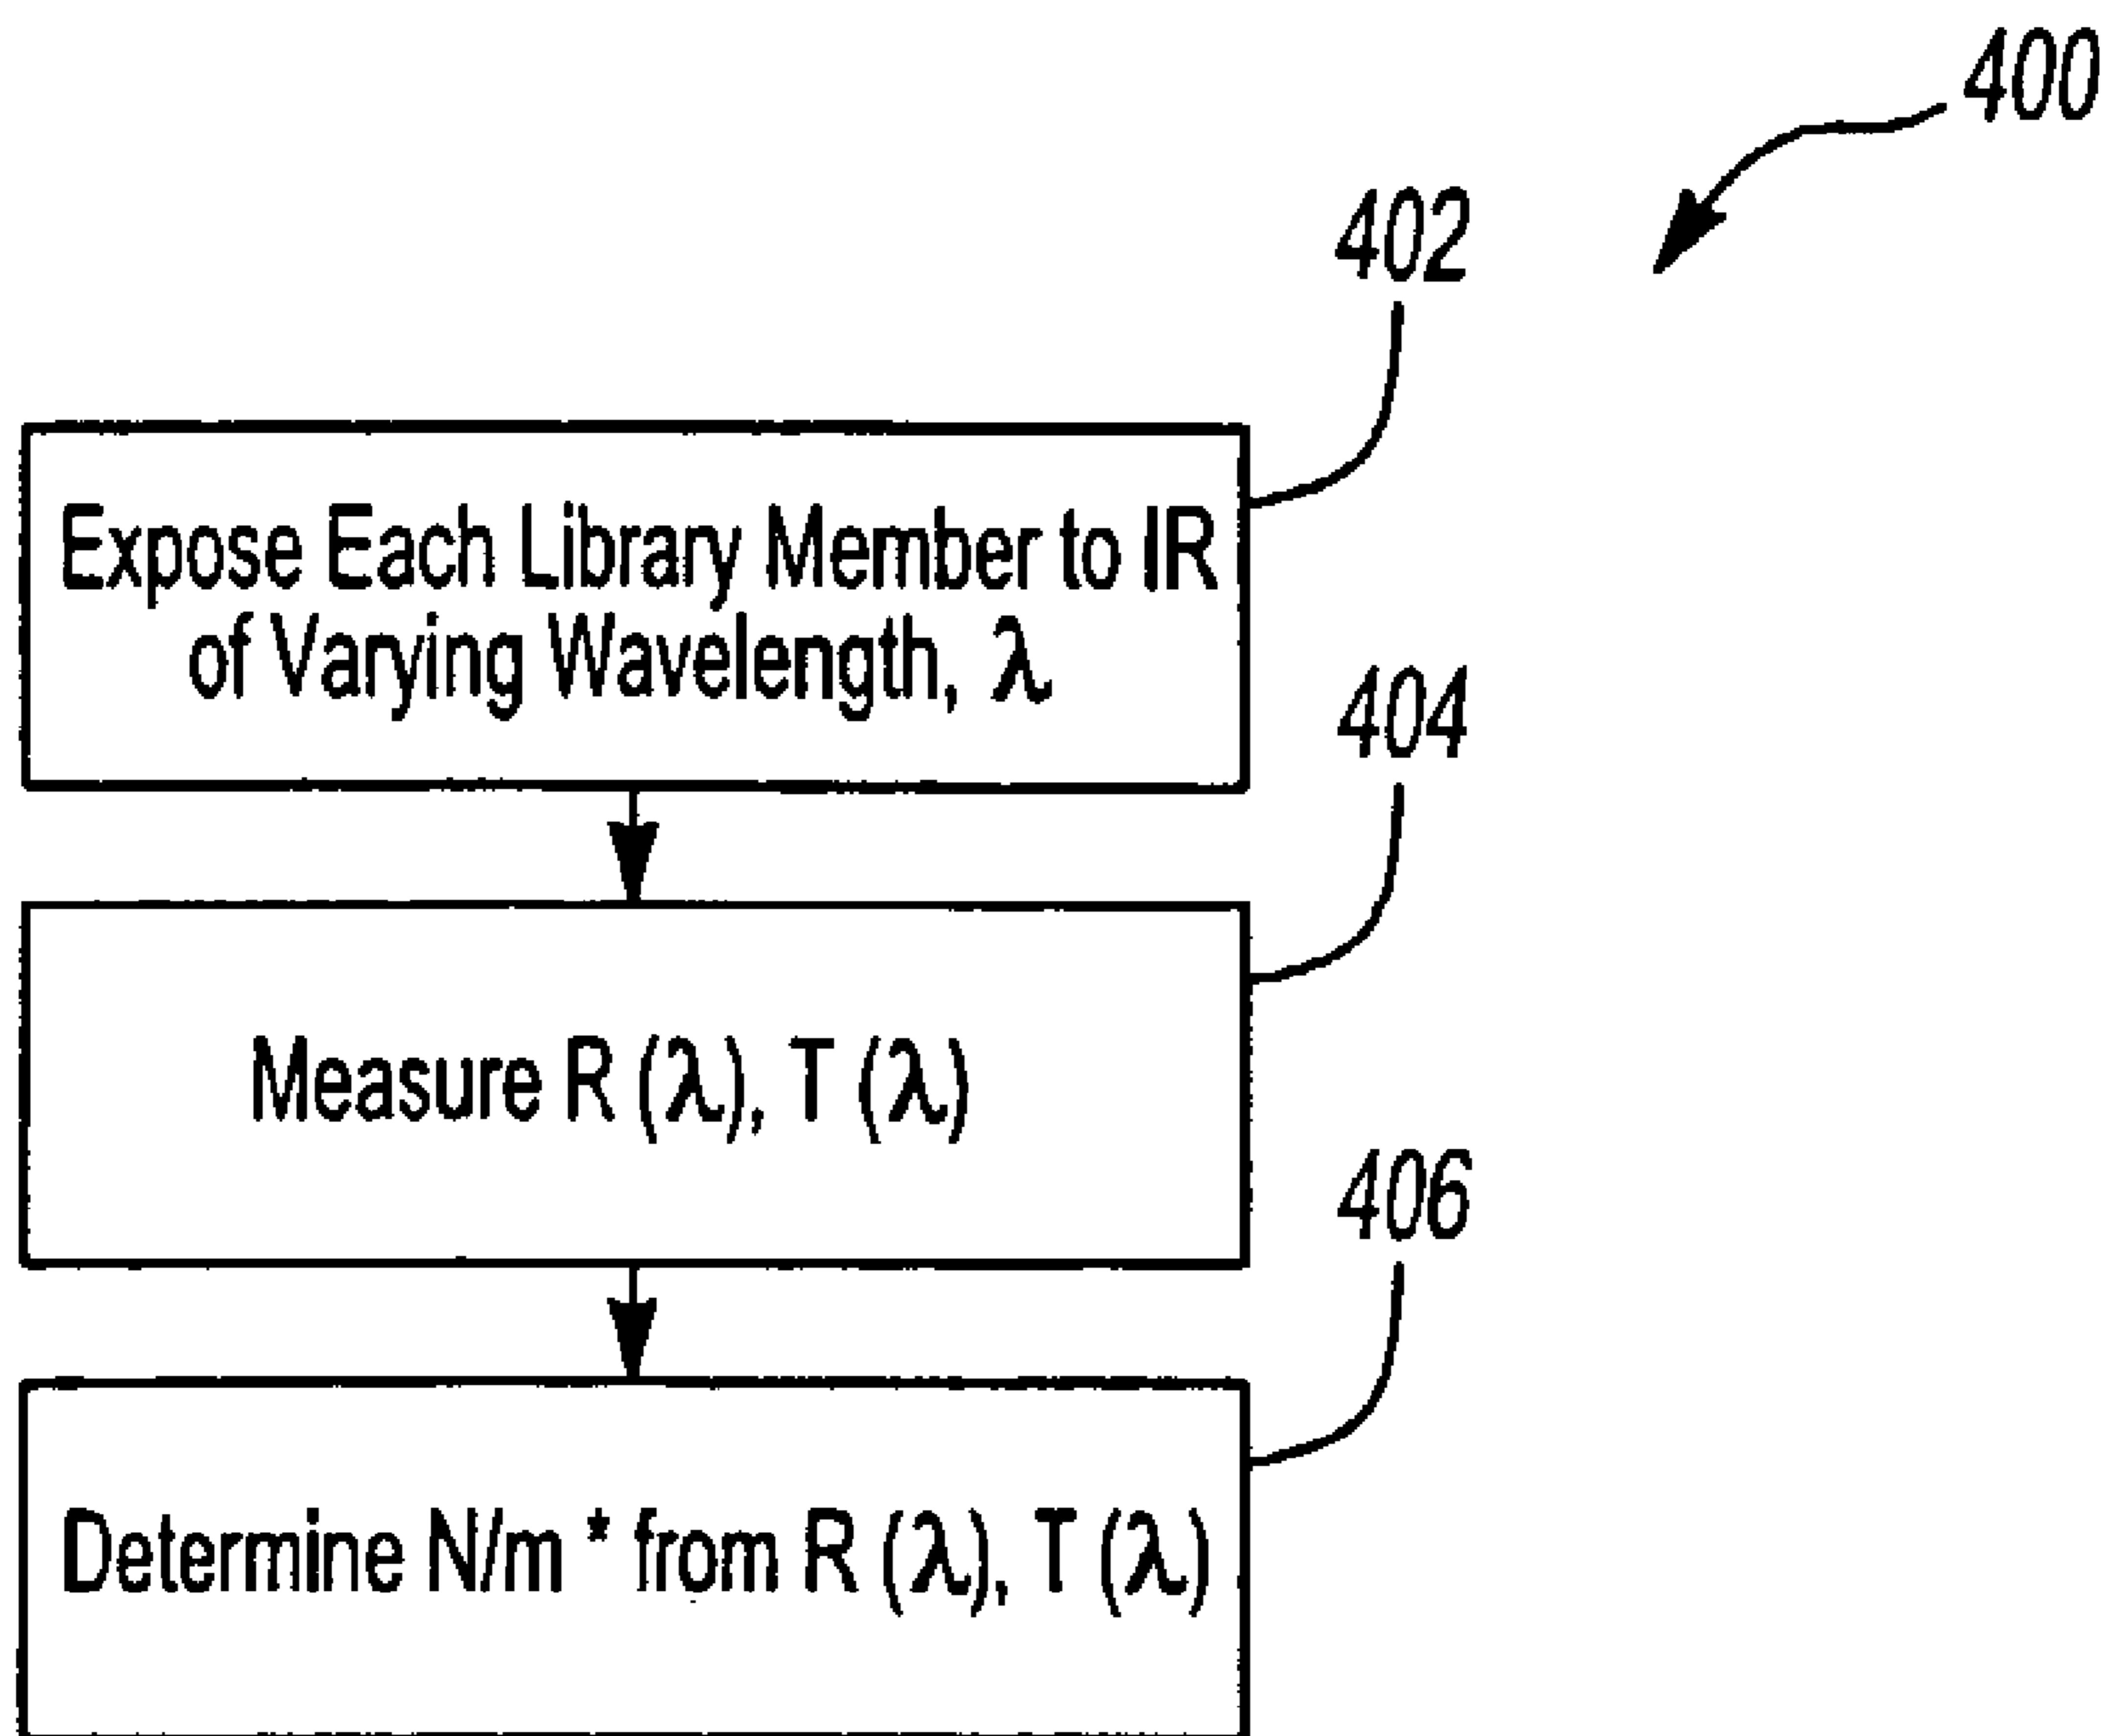 400
402
Expose Each Library Member to IR
of Varying Wavelength, λ
404
Measure R (λ), T (λ)
406
Determine N/m * from R (λ), T (λ)